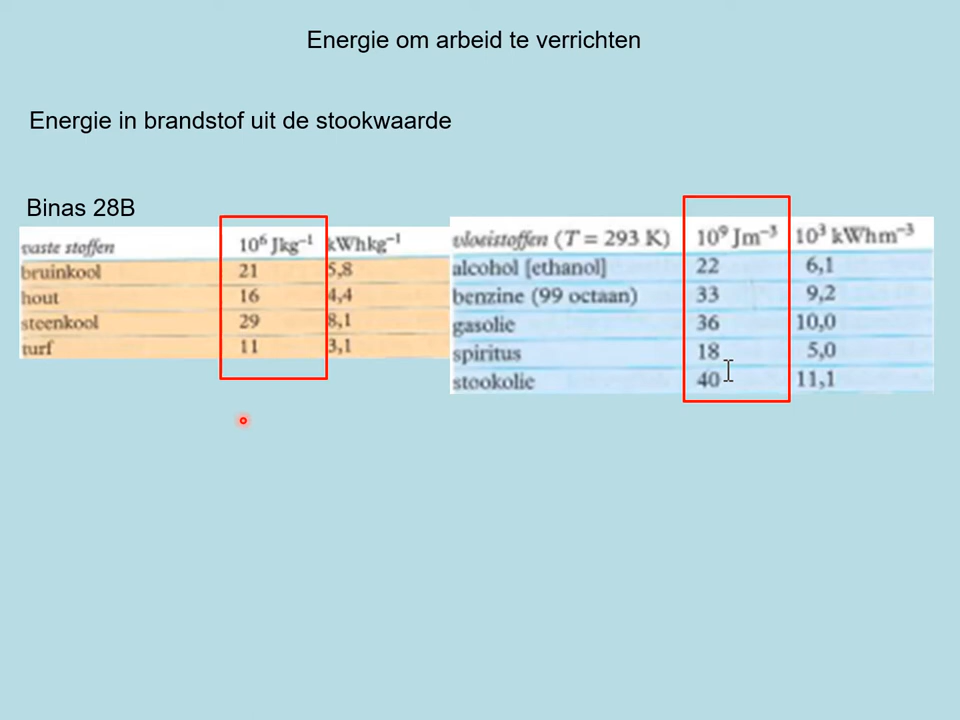 Energie om arbeid te verrichten
Energie in brandstof uit de stookwaarde
Binas 28B
vaste stoffen 10⁶ Jkg⁻¹ kWhkg⁻¹
bruinkool 21 5,8
hout 16 4,4
steenkool 29 8,1
turf 11 3,1
vloeistoffen (T = 293 K) 10⁹ Jm⁻³ 10³ kWhm⁻³
alcohol [ethanol] 22 6,1
benzine (99 octaan) 33 9,2
gasolie 36 10,0
spiritus 18 5,0
stookolie 40 11,1